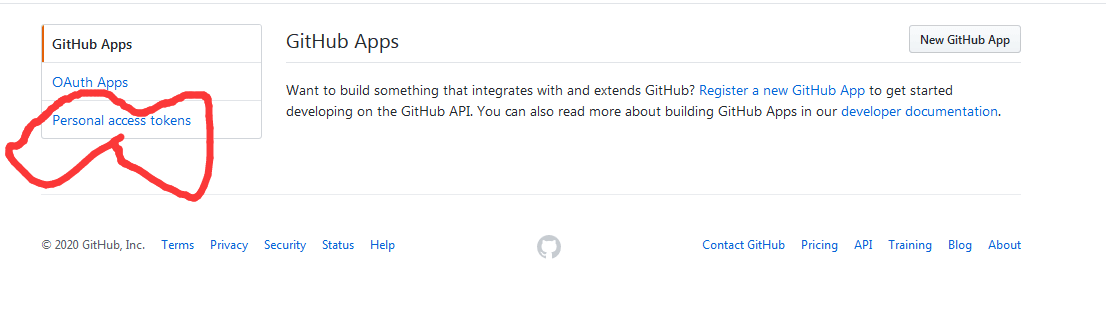 GitHub Apps
OAuth Apps
Personal access tokens
GitHub Apps
New GitHub App
Want to build something that integrates with and extends GitHub? Register a new GitHub App to get started
developing on the GitHub API. You can also read more about building GitHub Apps in our developer documentation.
© 2020 GitHub, Inc. Terms Privacy Security Status Help
Contact GitHub Pricing API Training Blog About